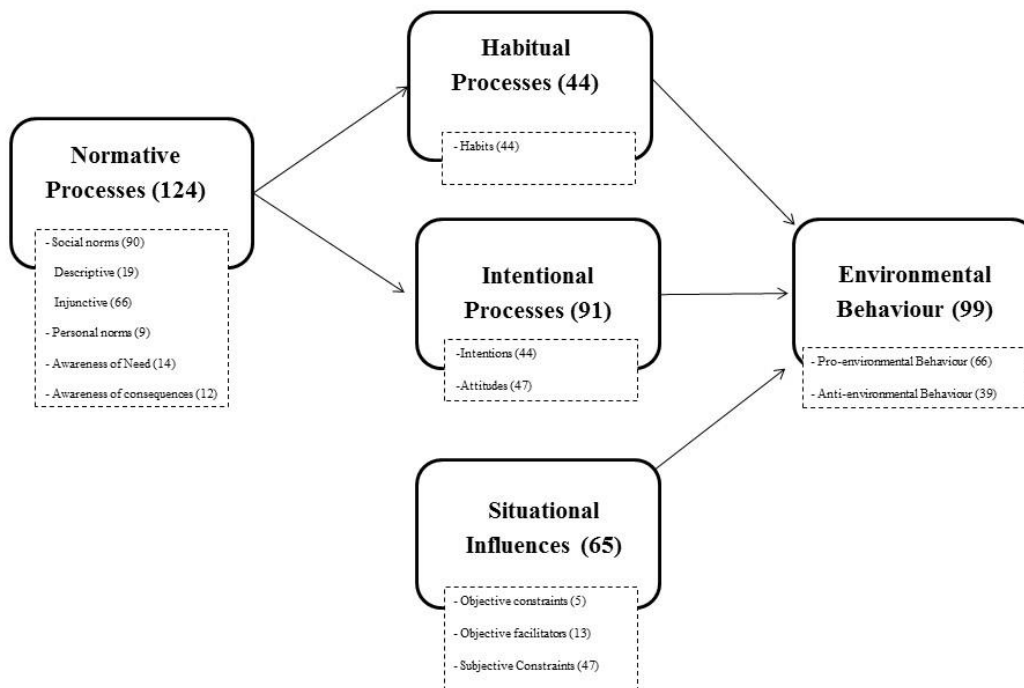 Normative
Processes (124)
- Social norms (90)
Descriptive (19)
Injunctive (66)
- Personal norms (9)
- Awareness of Need (14)
- Awareness of consequences (12)
Habitual
Processes (44)
- Habits (44)
Intentional
Processes (91)
-Intentions (44)
-Attitudes (47)
Situational
Influences (65)
- Objective constraints (5)
- Objective facilitators (13)
- Subjective Constraints (47)
Environmental
Behaviour (99)
- Pro-environmental Behaviour (66)
- Anti-environmental Behaviour (39)